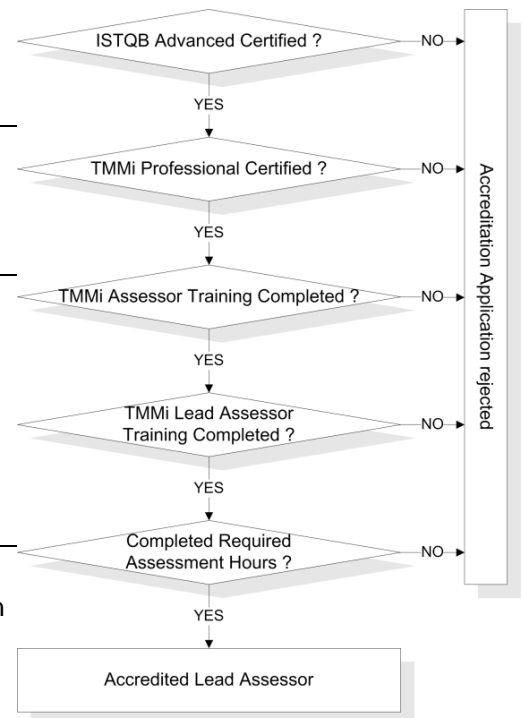 ISTQB Advanced Certified ?
NO
YES
TMMi Professional Certified ?
NO
YES
TMMi Assessor Training Completed ?
NO
YES
TMMi Lead Assessor
Training Completed ?
NO
YES
Completed Required
Assessment Hours ?
NO
YES
Accredited Lead Assessor
Accreditation Application rejected